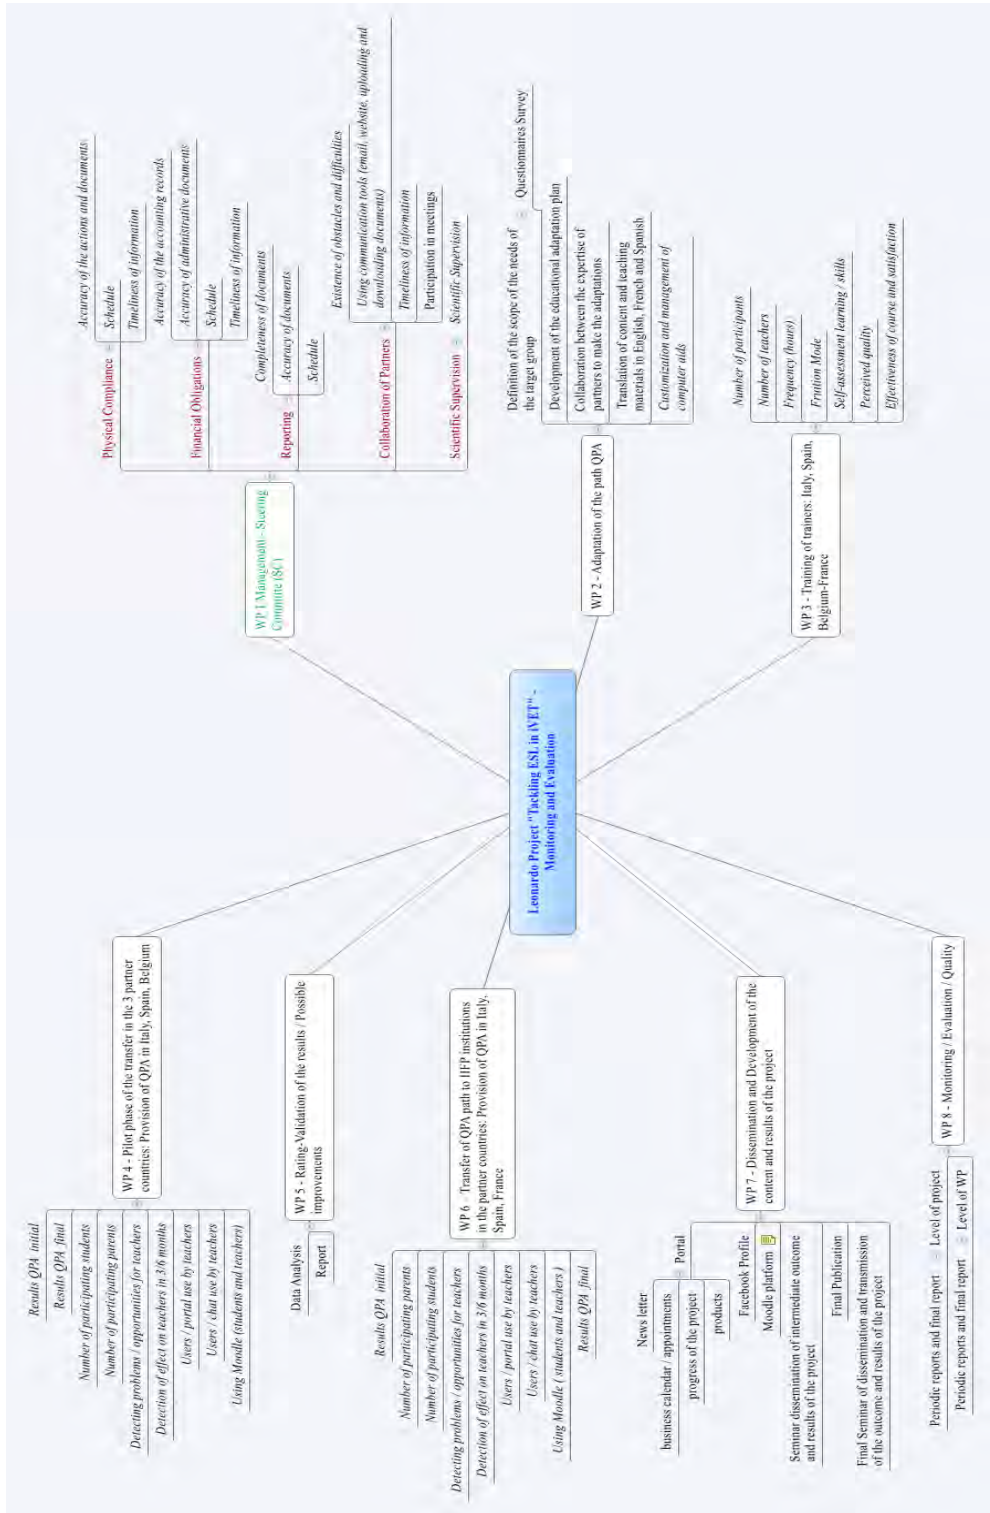 Leonardo Project "Tackling ESL in iVET" -
Monitoring and Evaluation
WP 1 Management - Steering
Committe (SC)
Physical Compliance
Accuracy of the actions and documents
Schedule
Timeliness of information
Financial Obligations
Accuracy of the accounting records
Accuracy of administrative documents
Schedule
Timeliness of information
Reporting
Completeness of documents
Accuracy of documents
Schedule
Collaboration of Partners
Existence of obstacles and difficulties
Using communication tools (email, website, uploading and
downloading documents)
Timeliness of information
Participation in meetings
Scientific Supervision
Scientific Supervision
WP 2 - Adaptation of the path QPA
Definition of the scope of the needs of
the target group
Questionnaires Survey
Development of the educational adaptation plan
Collaboration between the expertise of
partners to make the adaptations
Translation of content and teaching
materials in English, French and Spanish
Customization and management of
computer aids
WP 3 - Training of trainers: Italy, Spain,
Belgium-France
Number of participants
Number of teachers
Frequency (hours)
Fruition Mode
Self-assessment learning / skills
Perceived quality
Effectiveness of course and satisfaction
WP 4 - Pilot phase of the transfer in the 3 partner
countries: Provision of QPA in Italy, Spain, Belgium
Results QPA initial
Results QPA final
Number of participating students
Number of participating parents
Detecting problems / opportunities for teachers
Detection of effect on teachers in 3/6 months
Users / portal use by teachers
Users / chat use by teachers
Using Moodle (students and teachers)
WP 5 - Rating-Validation of the results / Possible
improvements
Data Analysis
Report
WP 6 - Transfer of QPA path to IIFP institutions
in the partner countries: Provision of QPA in Italy,
Spain, France
Results QPA initial
Number of participating parents
Number of participating students
Detecting problems / opportunities for teachers
Detection of effect on teachers in 3/6 months
Users / portal use by teachers
Users / chat use by teachers
Using Moodle ( students and teachers )
Results QPA final
WP 7 - Dissemination and Development of the
content and results of the project
Portal
News letter
business calendar / appointments
progress of the project
products
Facebook Profile
Moodle platform
Seminar dissemination of intermediate outcome
and results of the project
Final Publication
Final Seminar of dissemination and transmission
of the outcome and results of the project
WP 8 - Monitoring / Evaluation / Quality
Level of project
Periodic reports and final report
Level of WP
Periodic reports and final report